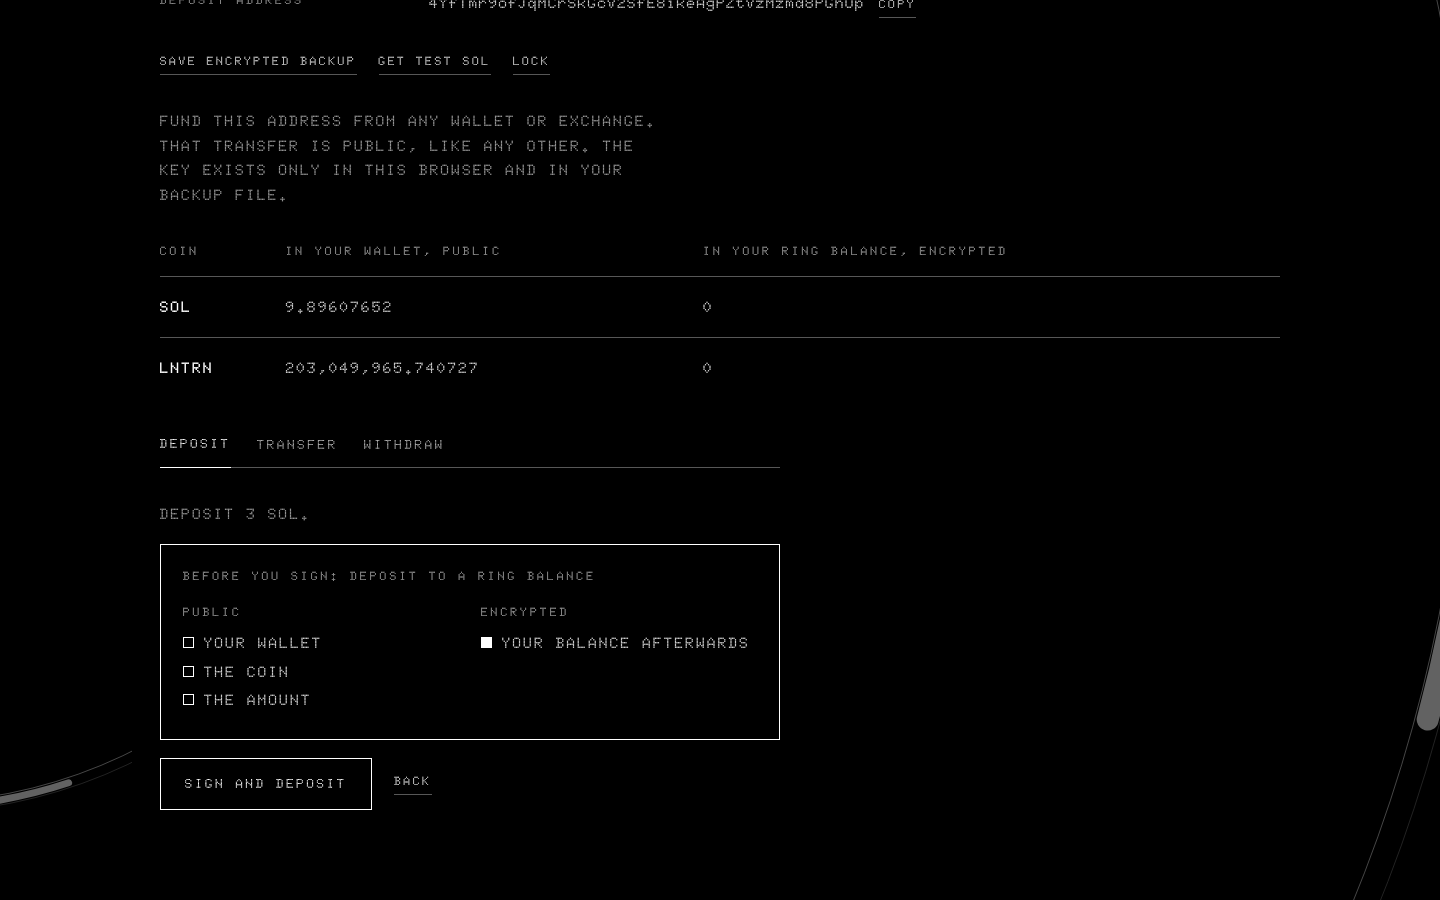 DEPOSIT ADDRESS COPY
SAVE ENCRYPTED BACKUP GET TEST SOL LOCK
FUND THIS ADDRESS FROM ANY WALLET OR EXCHANGE.
THAT TRANSFER IS PUBLIC, LIKE ANY OTHER. THE
KEY EXISTS ONLY IN THIS BROWSER AND IN YOUR
BACKUP FILE.
COIN IN YOUR WALLET, PUBLIC IN YOUR RING BALANCE, ENCRYPTED
SOL 9.89607652 0
LNTRN 203,049,965.740727 0
DEPOSIT TRANSFER WITHDRAW
DEPOSIT 3 SOL.
BEFORE YOU SIGN: DEPOSIT TO A RING BALANCE
PUBLIC ENCRYPTED
YOUR WALLET YOUR BALANCE AFTERWARDS
THE COIN
THE AMOUNT
SIGN AND DEPOSIT BACK